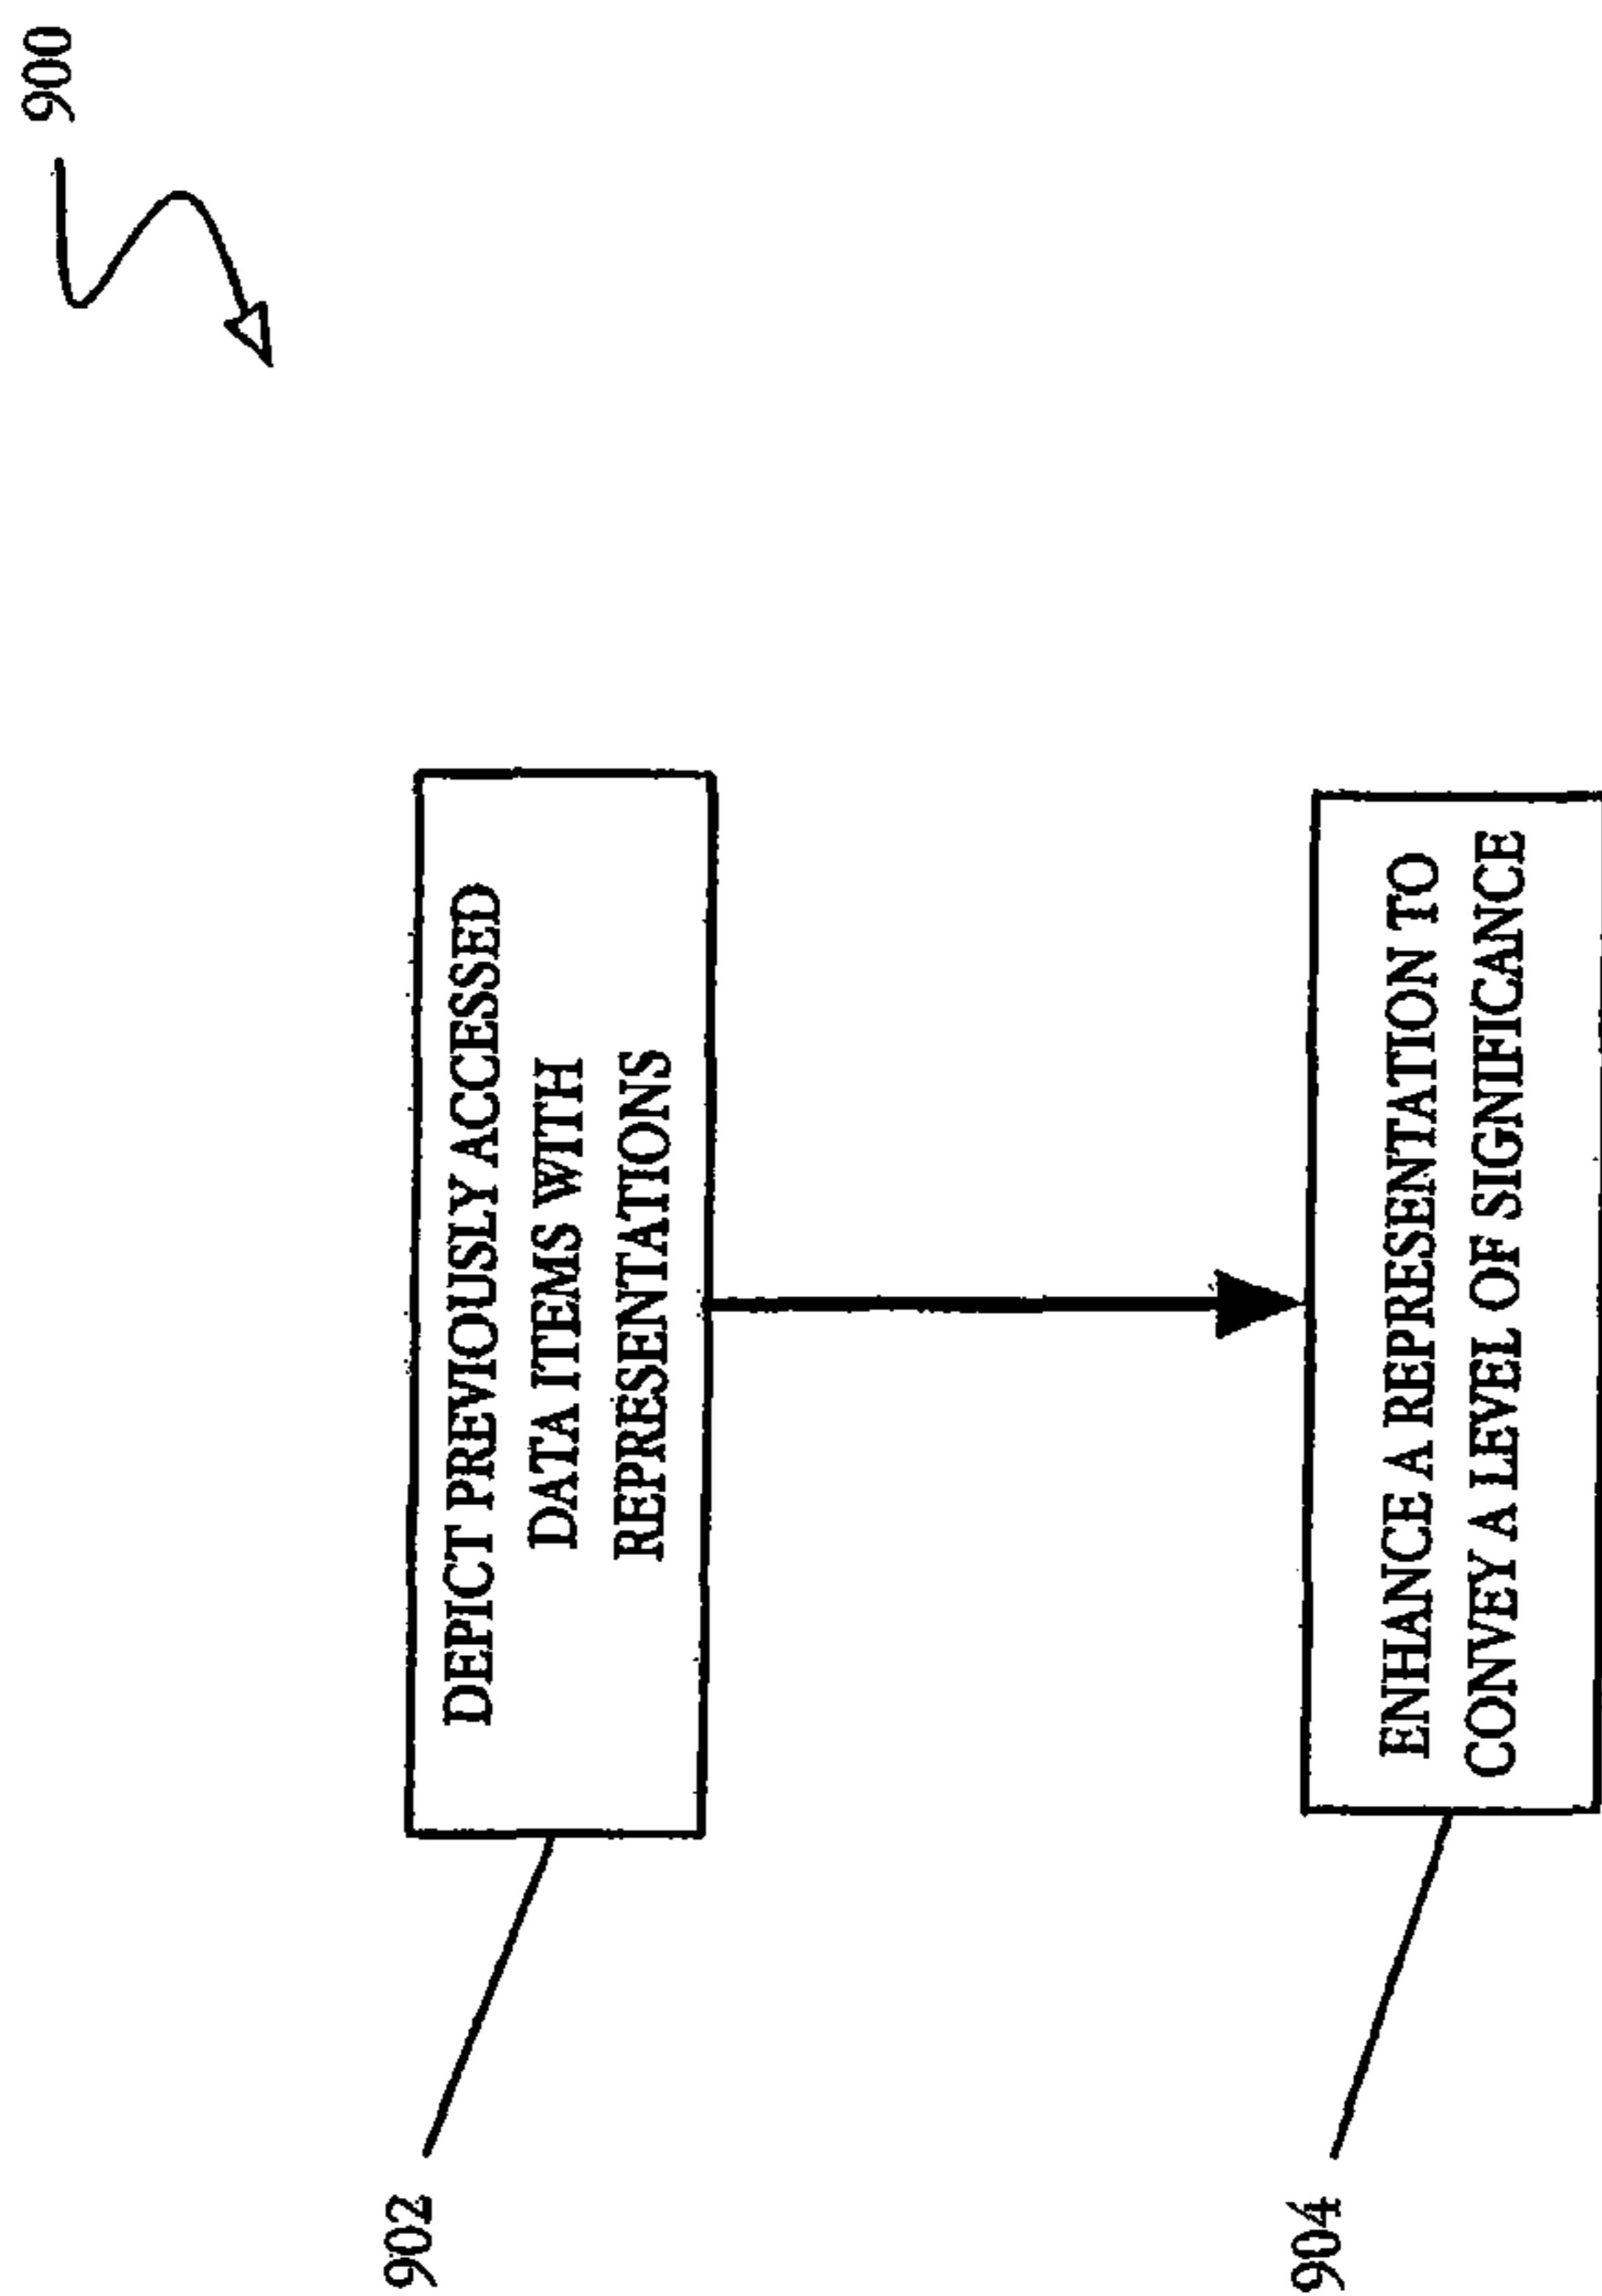 900
902
DEPICT PREVIOUSLY ACCESSED
DATA ITEMS WITH
REPRESENTATIONS
904
ENHANCE A REPRESENTATION TO
CONVEY A LEVEL OF SIGNIFICANCE